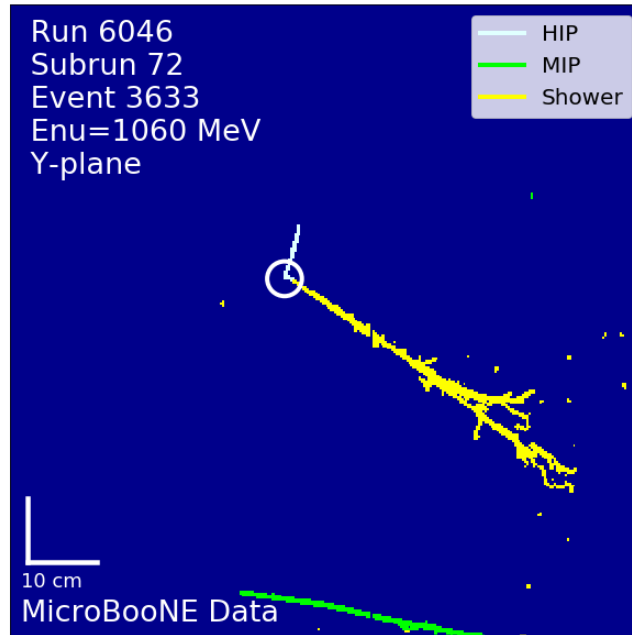 Run 6046
Subrun 72
Event 3633
Enu=1060 MeV
Y-plane
HIP
MIP
Shower
10 cm
MicroBooNE Data